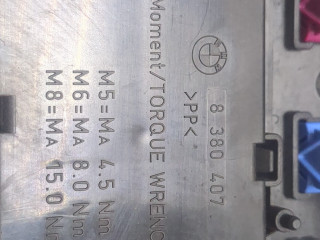 8 380 407
>PP<
Moment/TORQUE WRENC
M5=MA 4.5 Nm
M6=MA 8.0 Nm
M8=MA 15.0 Nm